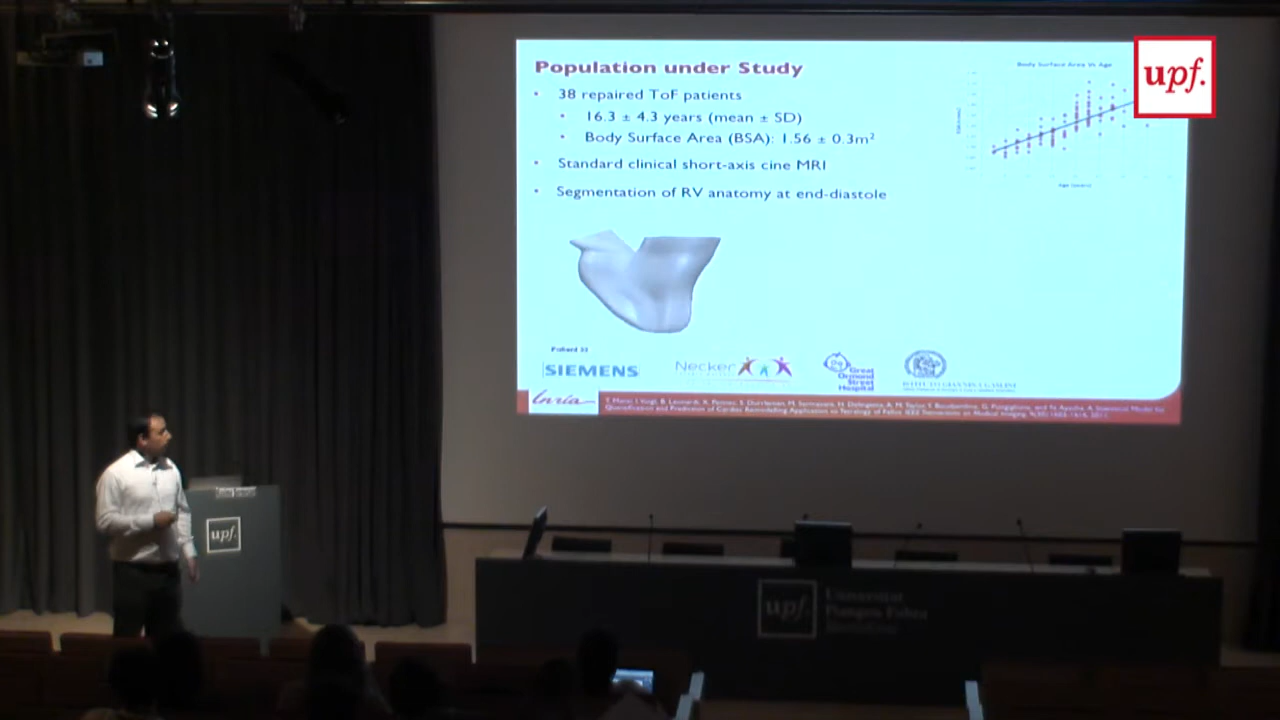 Population under Study
• 38 repaired ToF patients
• 16.3 ± 4.3 years (mean ± SD)
• Body Surface Area (BSA): 1.56 ± 0.3m²
• Standard clinical short-axis cine MRI
• Segmentation of RV anatomy at end-diastole
Body Surface Area Vs Age
upf.
Age (years)
SIEMENS
Necker
Great
Ormond
Street
Hospital
Inria
upf.
upf.
Universitat
Pompeu Fabra
Barcelona